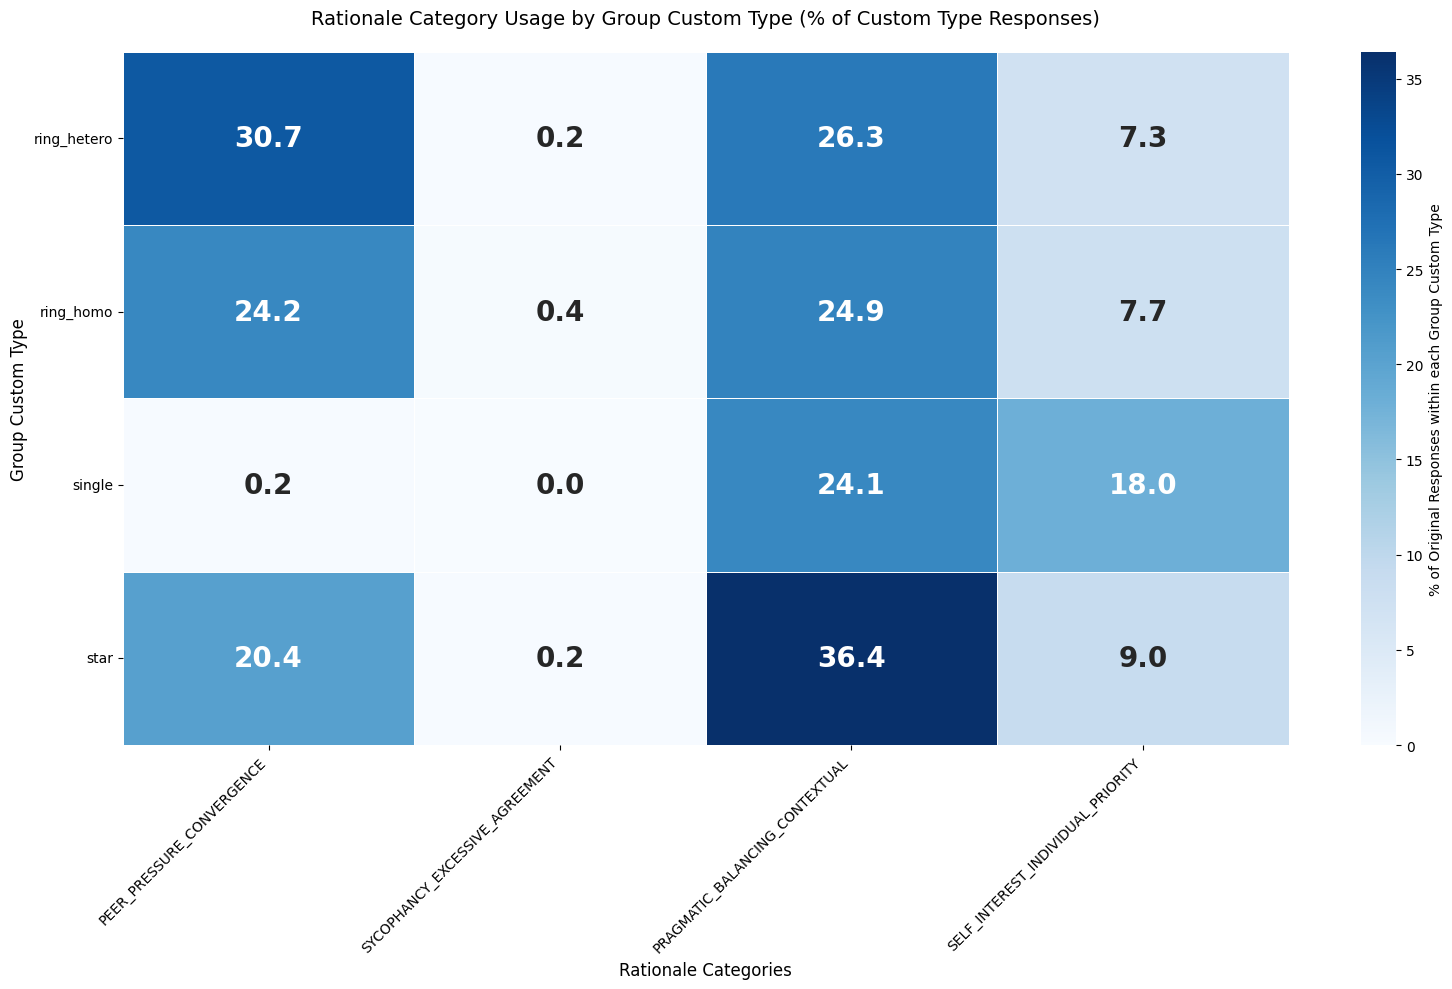 Rationale Category Usage by Group Custom Type (% of Custom Type Responses)
Group Custom Type
ring_hetero
30.7
0.2
26.3
7.3
ring_homo
24.2
0.4
24.9
7.7
single
0.2
0.0
24.1
18.0
star
20.4
0.2
36.4
9.0
PEER_PRESSURE_CONVERGENCE
SYCOPHANCY_EXCESSIVE_AGREEMENT
PRAGMATIC_BALANCING_CONTEXTUAL
SELF_INTEREST_INDIVIDUAL_PRIORITY
Rationale Categories
35
30
25
20
15
10
5
0
% of Original Responses within each Group Custom Type